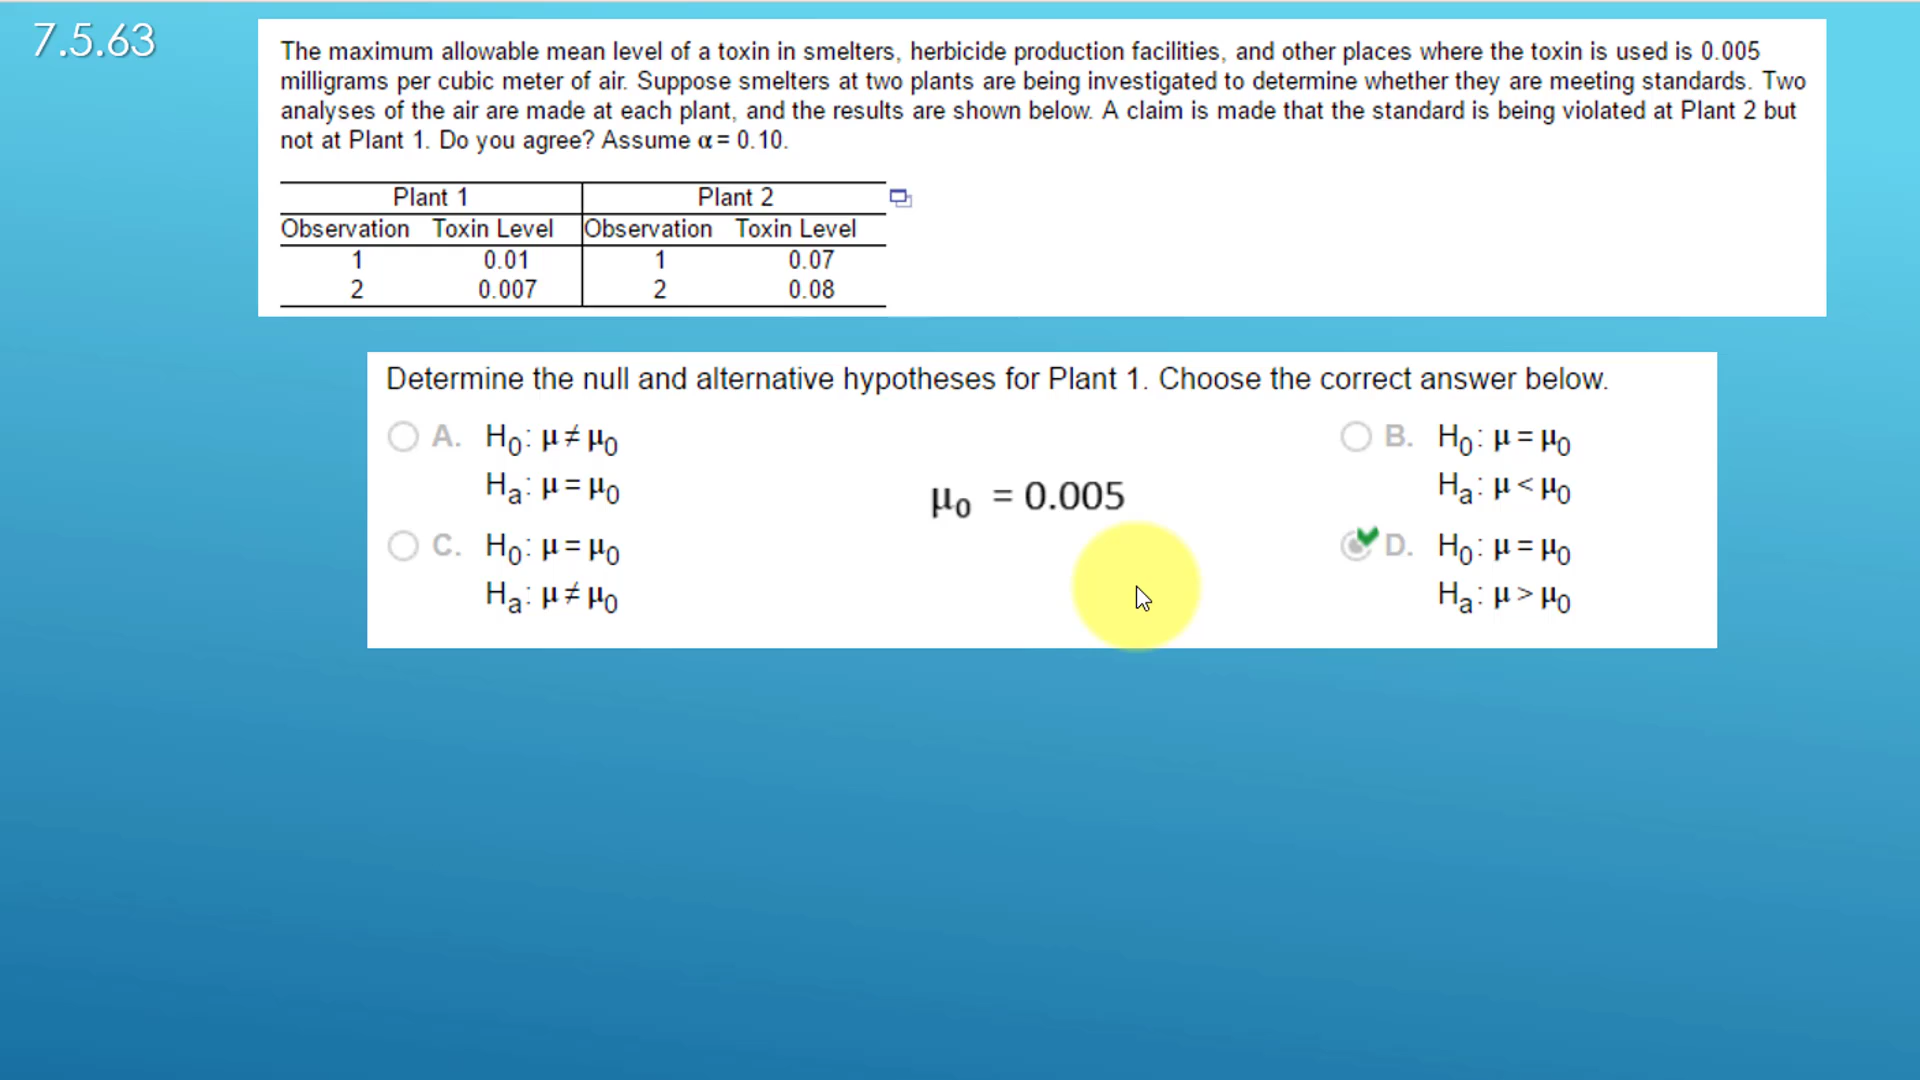 7.5.63
The maximum allowable mean level of a toxin in smelters, herbicide production facilities, and other places where the toxin is used is 0.005
milligrams per cubic meter of air. Suppose smelters at two plants are being investigated to determine whether they are meeting standards. Two
analyses of the air are made at each plant, and the results are shown below. A claim is made that the standard is being violated at Plant 2 but
not at Plant 1. Do you agree? Assume α = 0.10.
Plant 1 Plant 2
Observation Toxin Level Observation Toxin Level
1 0.01 1 0.07
2 0.007 2 0.08
Determine the null and alternative hypotheses for Plant 1. Choose the correct answer below.
A. H₀: μ ≠ μ₀
Hₐ: μ = μ₀
B. H₀: μ = μ₀
Hₐ: μ < μ₀
μ₀ = 0.005
C. H₀: μ = μ₀
Hₐ: μ ≠ μ₀
D. H₀: μ = μ₀
Hₐ: μ > μ₀